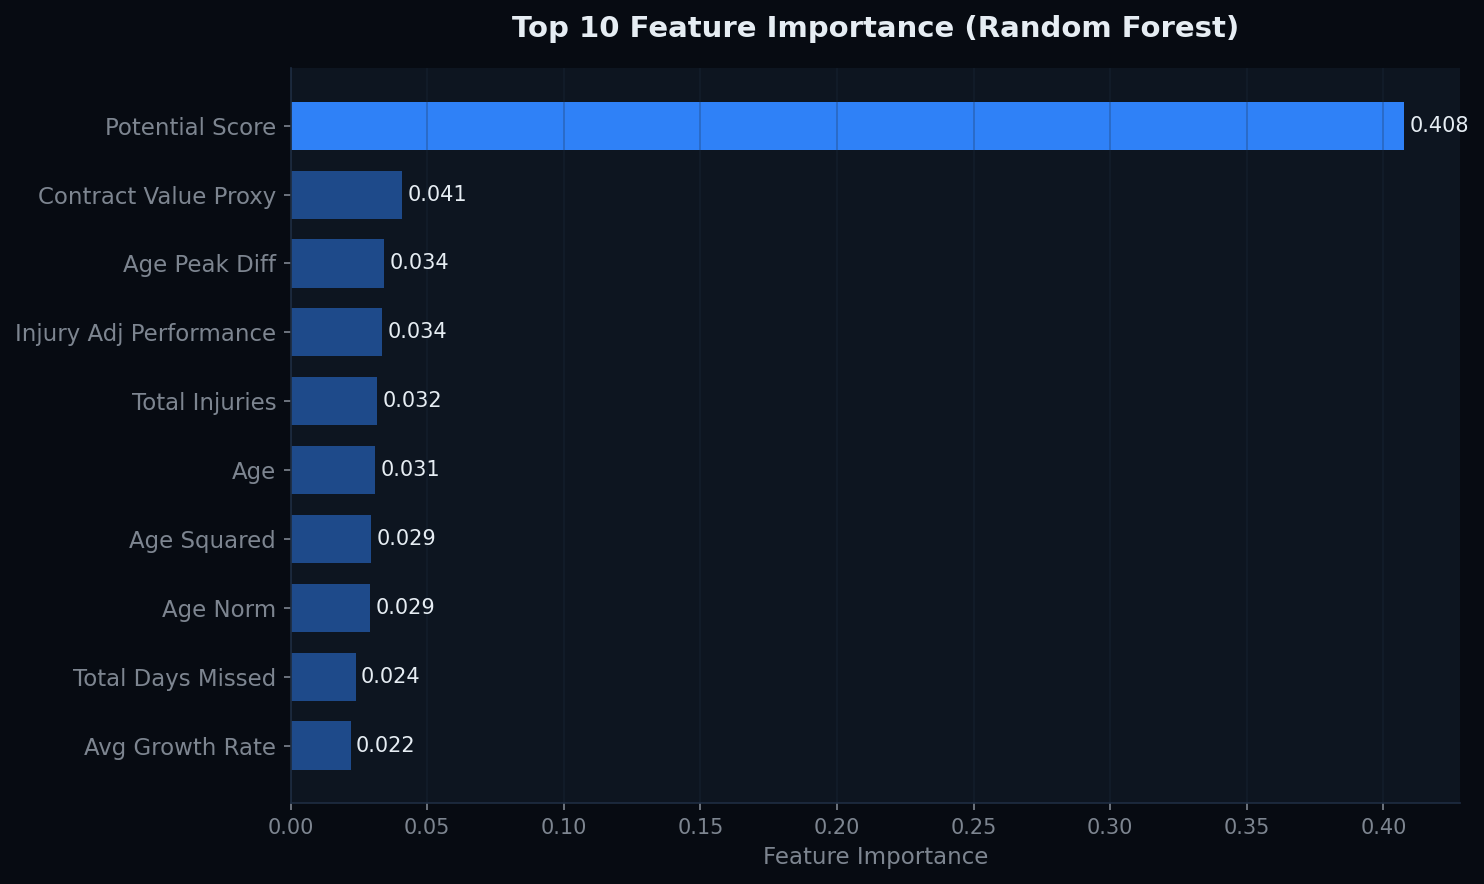 Top 10 Feature Importance (Random Forest)
Potential Score 0.408
Contract Value Proxy 0.041
Age Peak Diff 0.034
Injury Adj Performance 0.034
Total Injuries 0.032
Age 0.031
Age Squared 0.029
Age Norm 0.029
Total Days Missed 0.024
Avg Growth Rate 0.022
0.00 0.05 0.10 0.15 0.20 0.25 0.30 0.35 0.40
Feature Importance